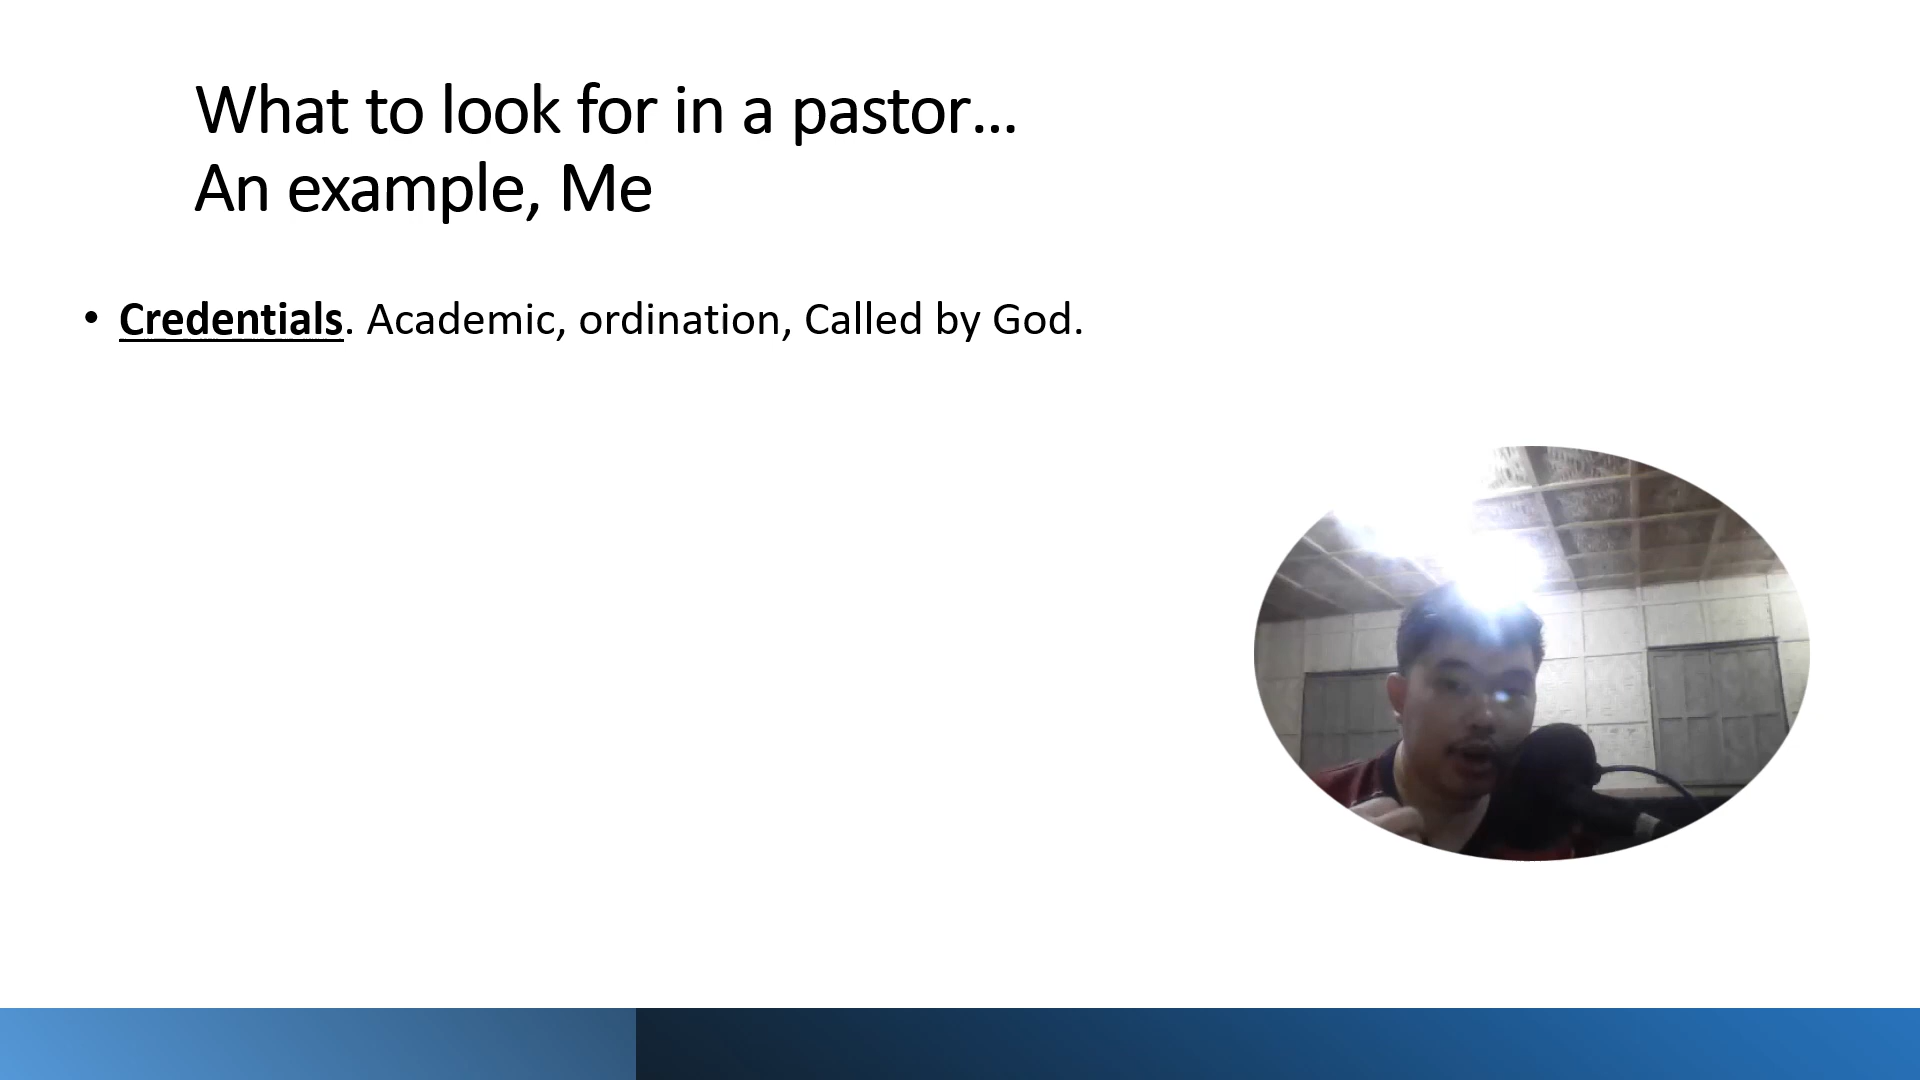 What to look for in a pastor…
An example, Me
• Credentials. Academic, ordination, Called by God.